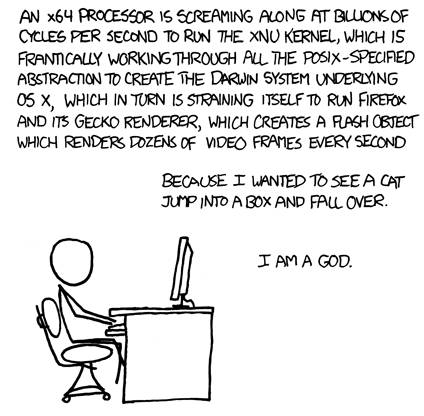 AN x64 PROCESSOR IS SCREAMING ALONG AT BILLIONS OF
CYCLES PER SECOND TO RUN THE XNU KERNEL, WHICH IS
FRANTICALLY WORKING THROUGH ALL THE POSIX-SPECIFIED
ABSTRACTION TO CREATE THE DARWIN SYSTEM UNDERLYING
OS X, WHICH IN TURN IS STRAINING ITSELF TO RUN FIREFOX
AND ITS GECKO RENDERER, WHICH CREATES A FLASH OBJECT
WHICH RENDERS DOZENS OF VIDEO FRAMES EVERY SECOND
BECAUSE I WANTED TO SEE A CAT
JUMP INTO A BOX AND FALL OVER.
I AM A GOD.